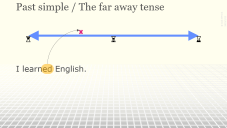 Past simple / The far away tense
I learned English.